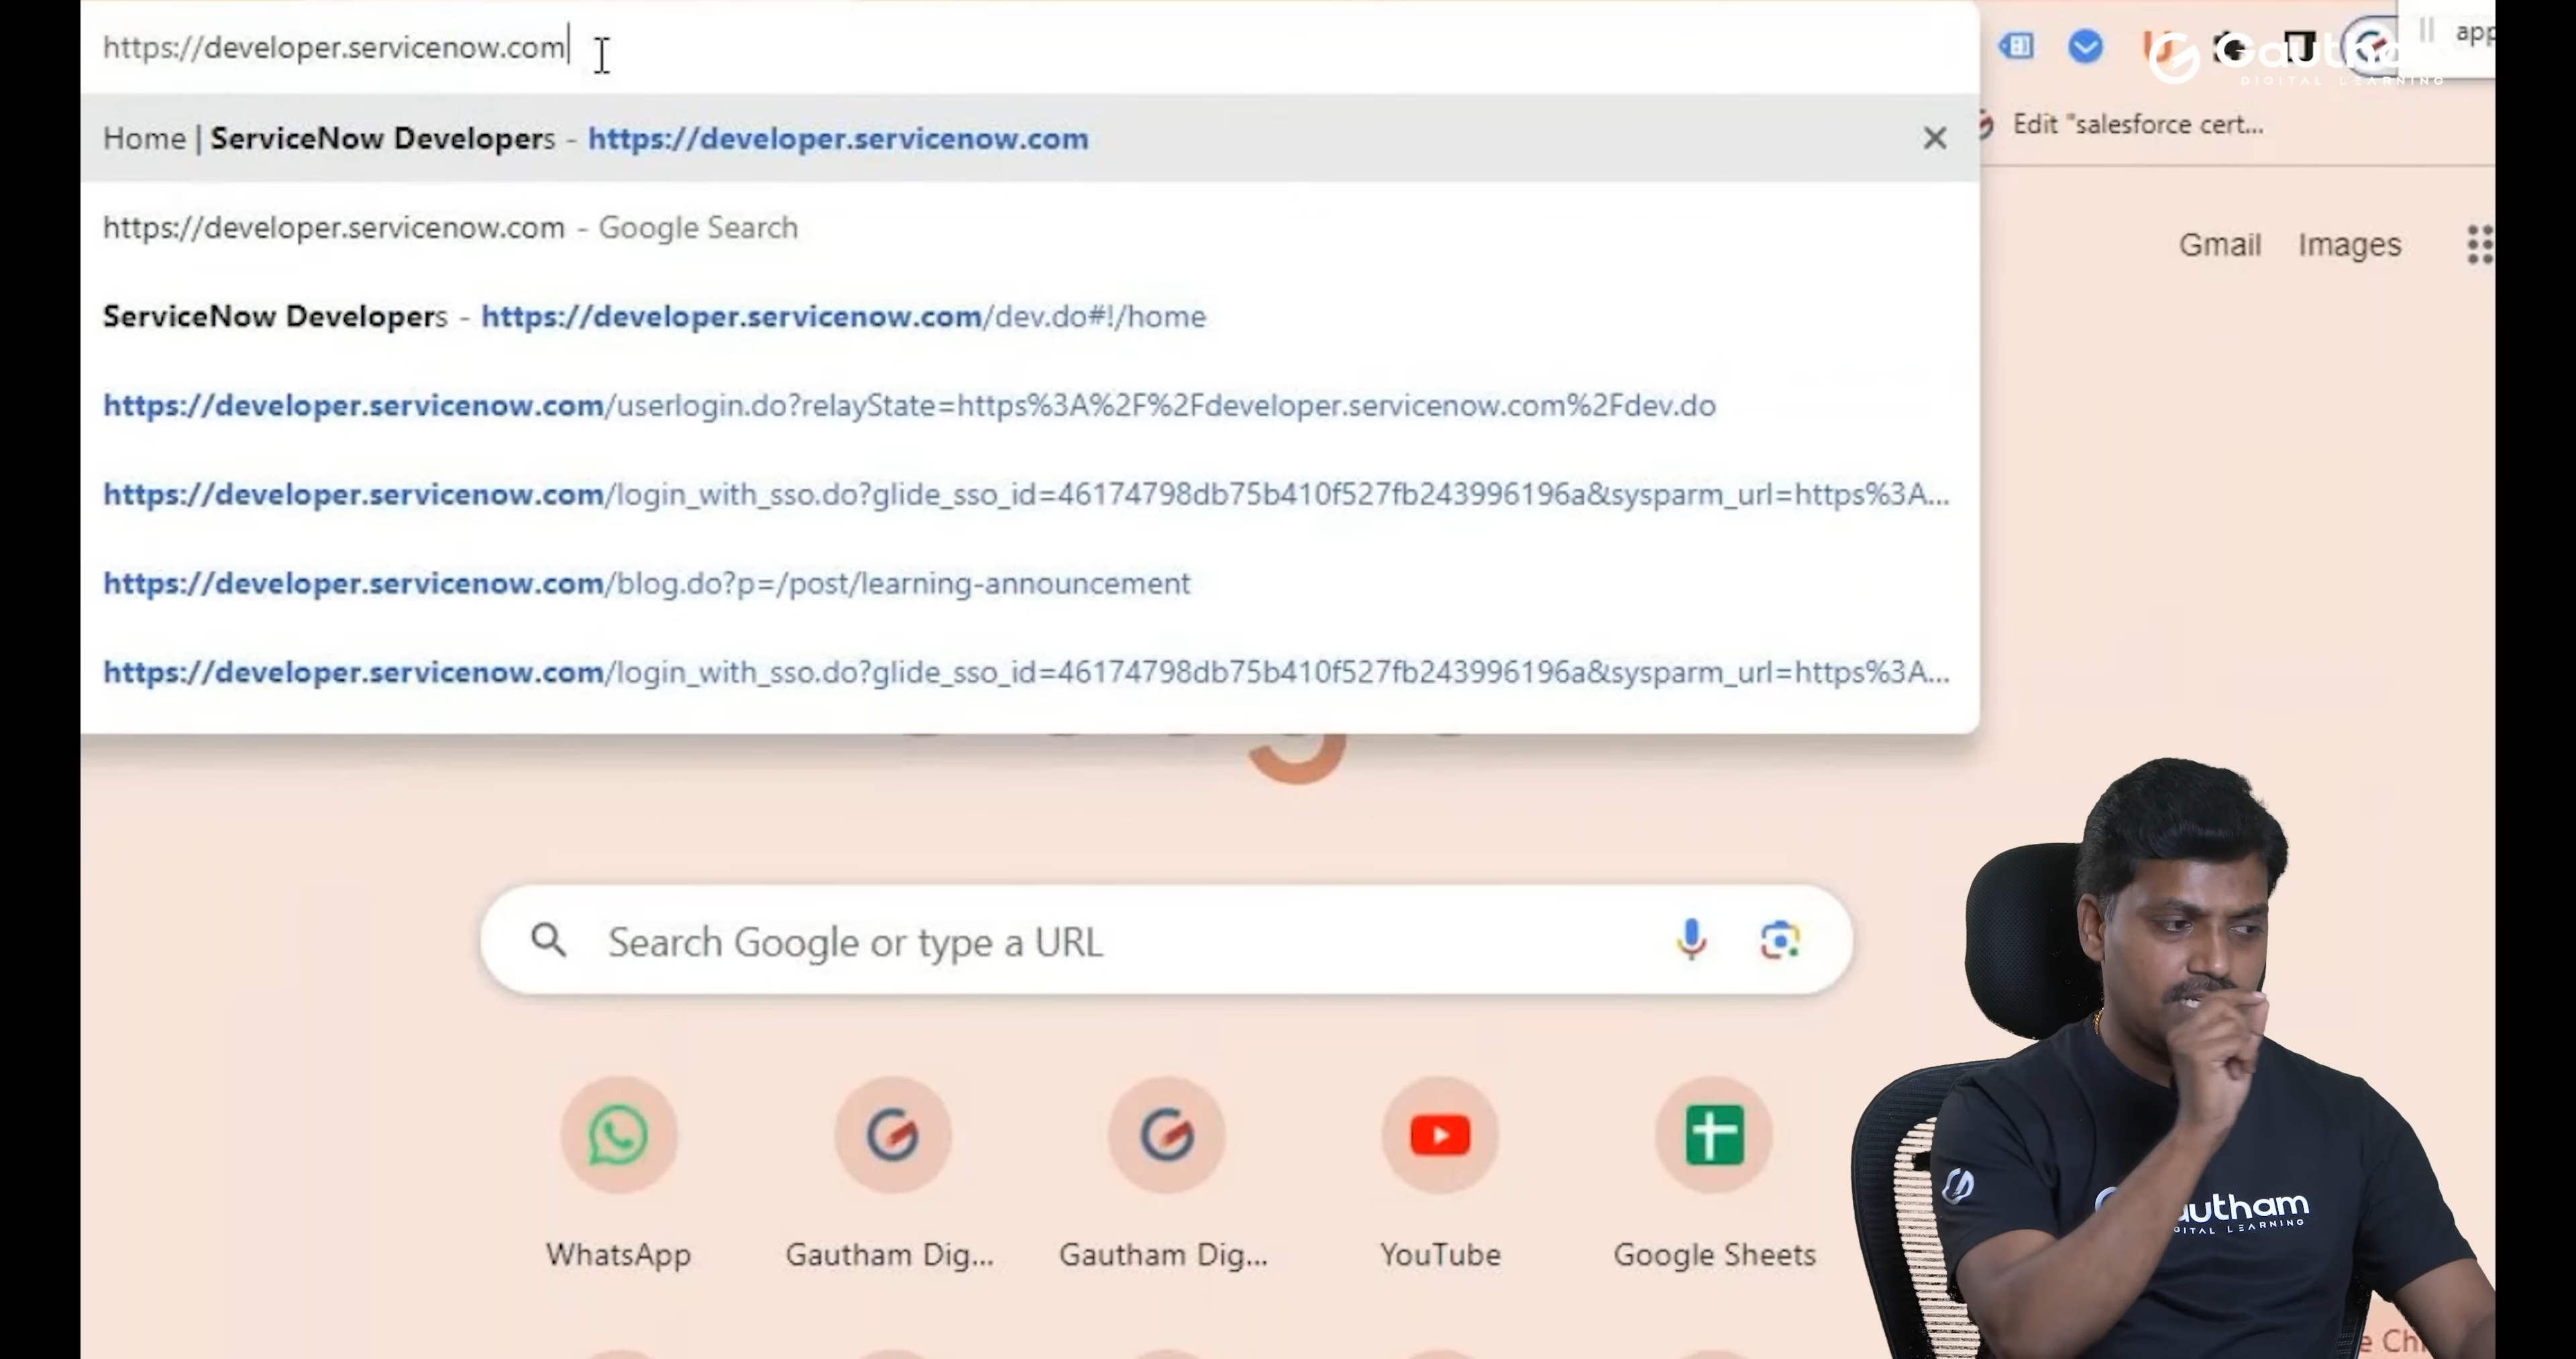 https://developer.servicenow.com
app
DIGITAL LEARNING
Home | ServiceNow Developers - https://developer.servicenow.com
Edit "salesforce cert...
https://developer.servicenow.com - Google Search
Gmail Images
ServiceNow Developers - https://developer.servicenow.com/dev.do#!/home
https://developer.servicenow.com/userlogin.do?relayState=https%3A%2F%2Fdeveloper.servicenow.com%2Fdev.do
https://developer.servicenow.com/login_with_sso.do?glide_sso_id=46174798db75b410f527fb243996196a&sysparm_url=https%3A...
https://developer.servicenow.com/blog.do?p=/post/learning-announcement
https://developer.servicenow.com/login_with_sso.do?glide_sso_id=46174798db75b410f527fb243996196a&sysparm_url=https%3A...
Search Google or type a URL
WhatsApp
Gautham Dig...
Gautham Dig...
YouTube
Google Sheets
autham
ITAL LEARNING